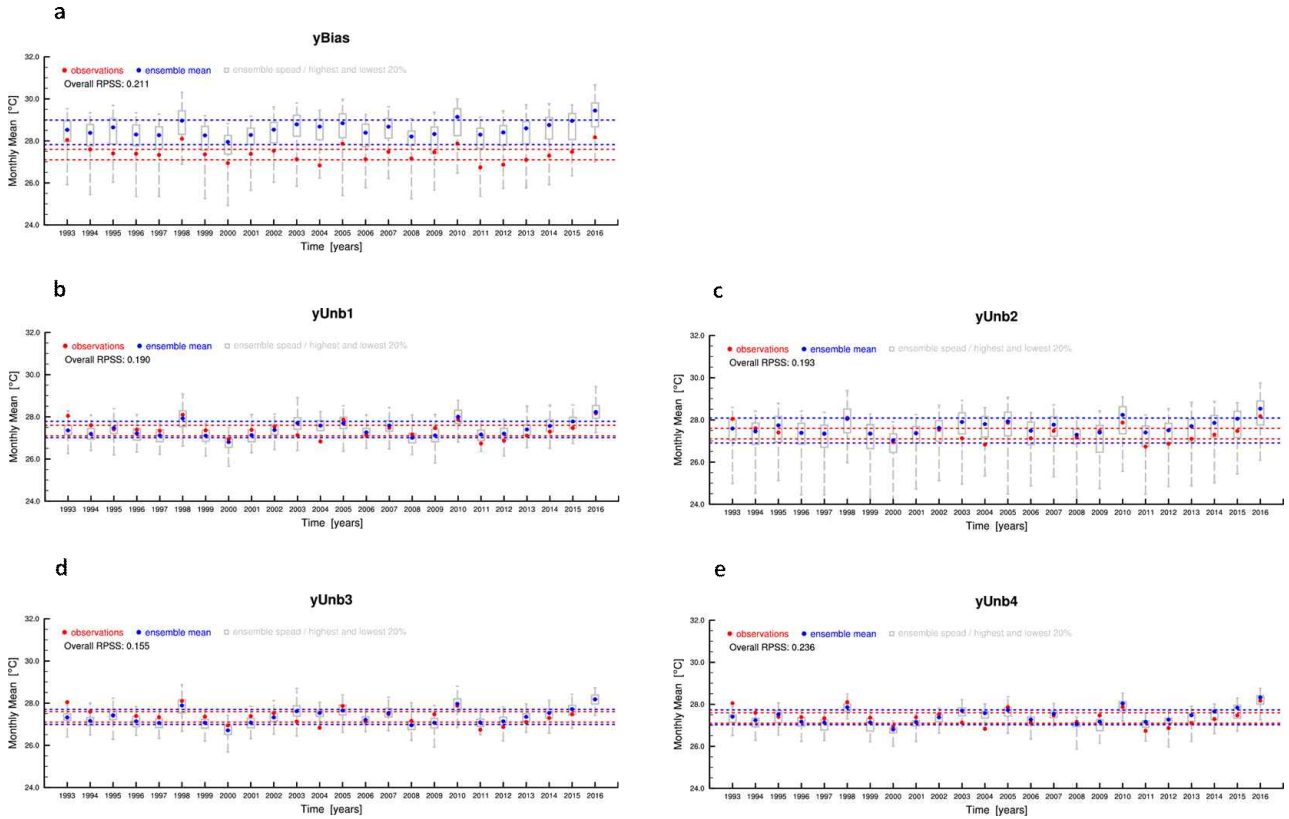 a
yBias
32.0
observations ensemble mean ensemble spead / highest and lowest 20%
Overall RPSS: 0.211
30.0
28.0
26.0
24.0
Monthly Mean [°C]
1993 1994 1995 1996 1997 1998 1999 2000 2001 2002 2003 2004 2005 2006 2007 2008 2009 2010 2011 2012 2013 2014 2015 2016
Time [years]
b
yUnb1
32.0
observations ensemble mean ensemble spead / highest and lowest 20%
Overall RPSS: 0.190
30.0
28.0
26.0
24.0
Monthly Mean [°C]
1993 1994 1995 1996 1997 1998 1999 2000 2001 2002 2003 2004 2005 2006 2007 2008 2009 2010 2011 2012 2013 2014 2015 2016
Time [years]
c
yUnb2
32.0
observations ensemble mean ensemble spead / highest and lowest 20%
Overall RPSS: 0.193
30.0
28.0
26.0
24.0
Monthly Mean [°C]
1993 1994 1995 1996 1997 1998 1999 2000 2001 2002 2003 2004 2005 2006 2007 2008 2009 2010 2011 2012 2013 2014 2015 2016
Time [years]
d
yUnb3
32.0
observations ensemble mean ensemble spead / highest and lowest 20%
Overall RPSS: 0.155
30.0
28.0
26.0
24.0
Monthly Mean [°C]
1993 1994 1995 1996 1997 1998 1999 2000 2001 2002 2003 2004 2005 2006 2007 2008 2009 2010 2011 2012 2013 2014 2015 2016
Time [years]
e
yUnb4
32.0
observations ensemble mean ensemble spead / highest and lowest 20%
Overall RPSS: 0.236
30.0
28.0
26.0
24.0
Monthly Mean [°C]
1993 1994 1995 1996 1997 1998 1999 2000 2001 2002 2003 2004 2005 2006 2007 2008 2009 2010 2011 2012 2013 2014 2015 2016
Time [years]